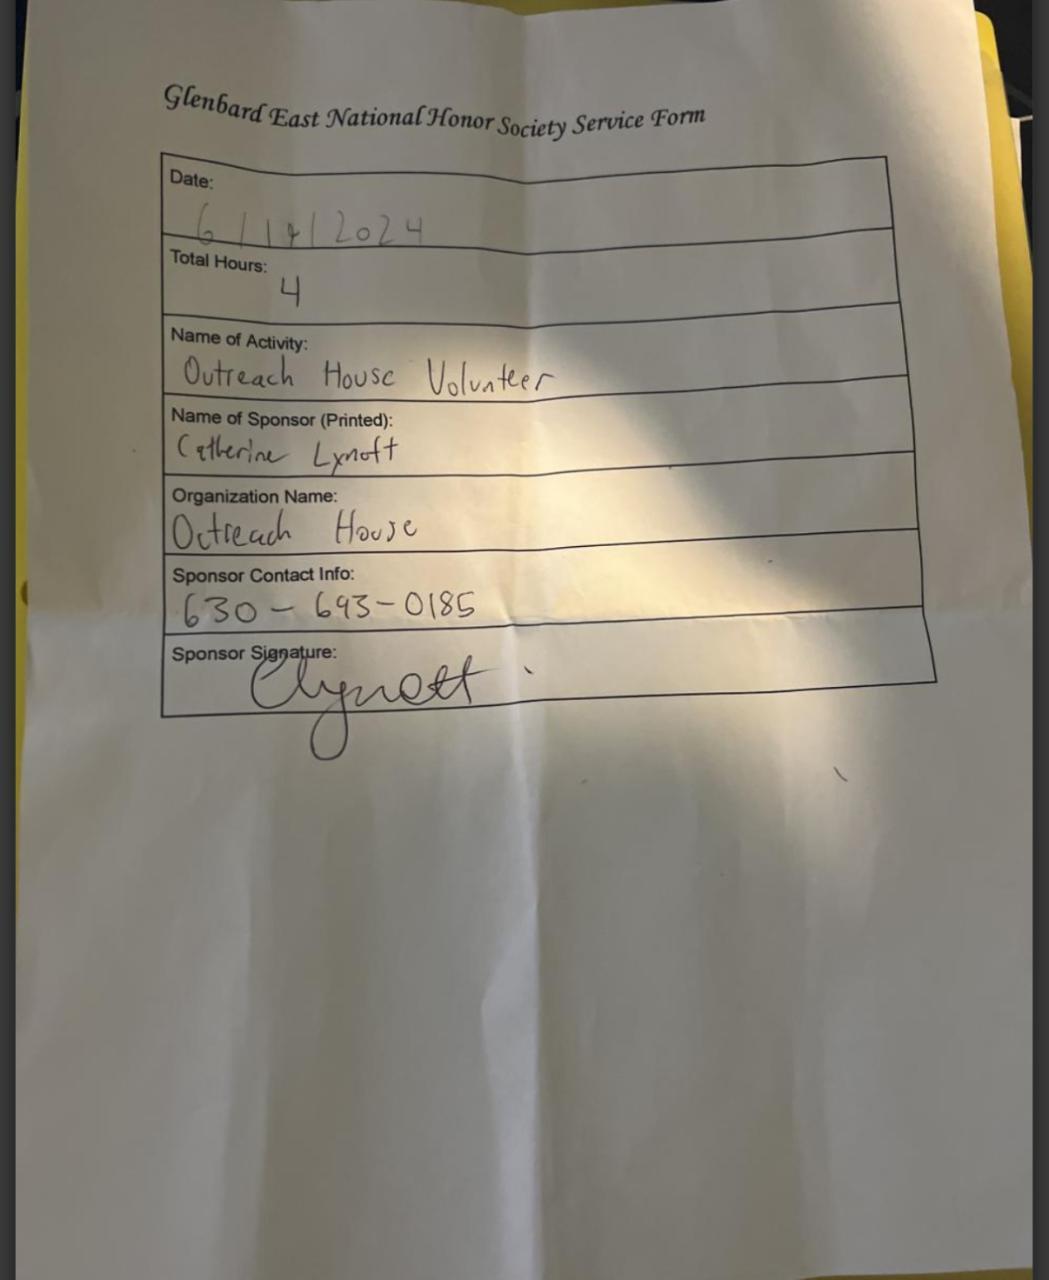 Glenbard East National Honor Society Service Form
Date:
6/14/2024
Total Hours:
4
Name of Activity:
Outreach House Volunteer
Name of Sponsor (Printed):
Catherine Lynott
Organization Name:
Outreach House
Sponsor Contact Info:
630-693-0185
Sponsor Signature:
Clynott